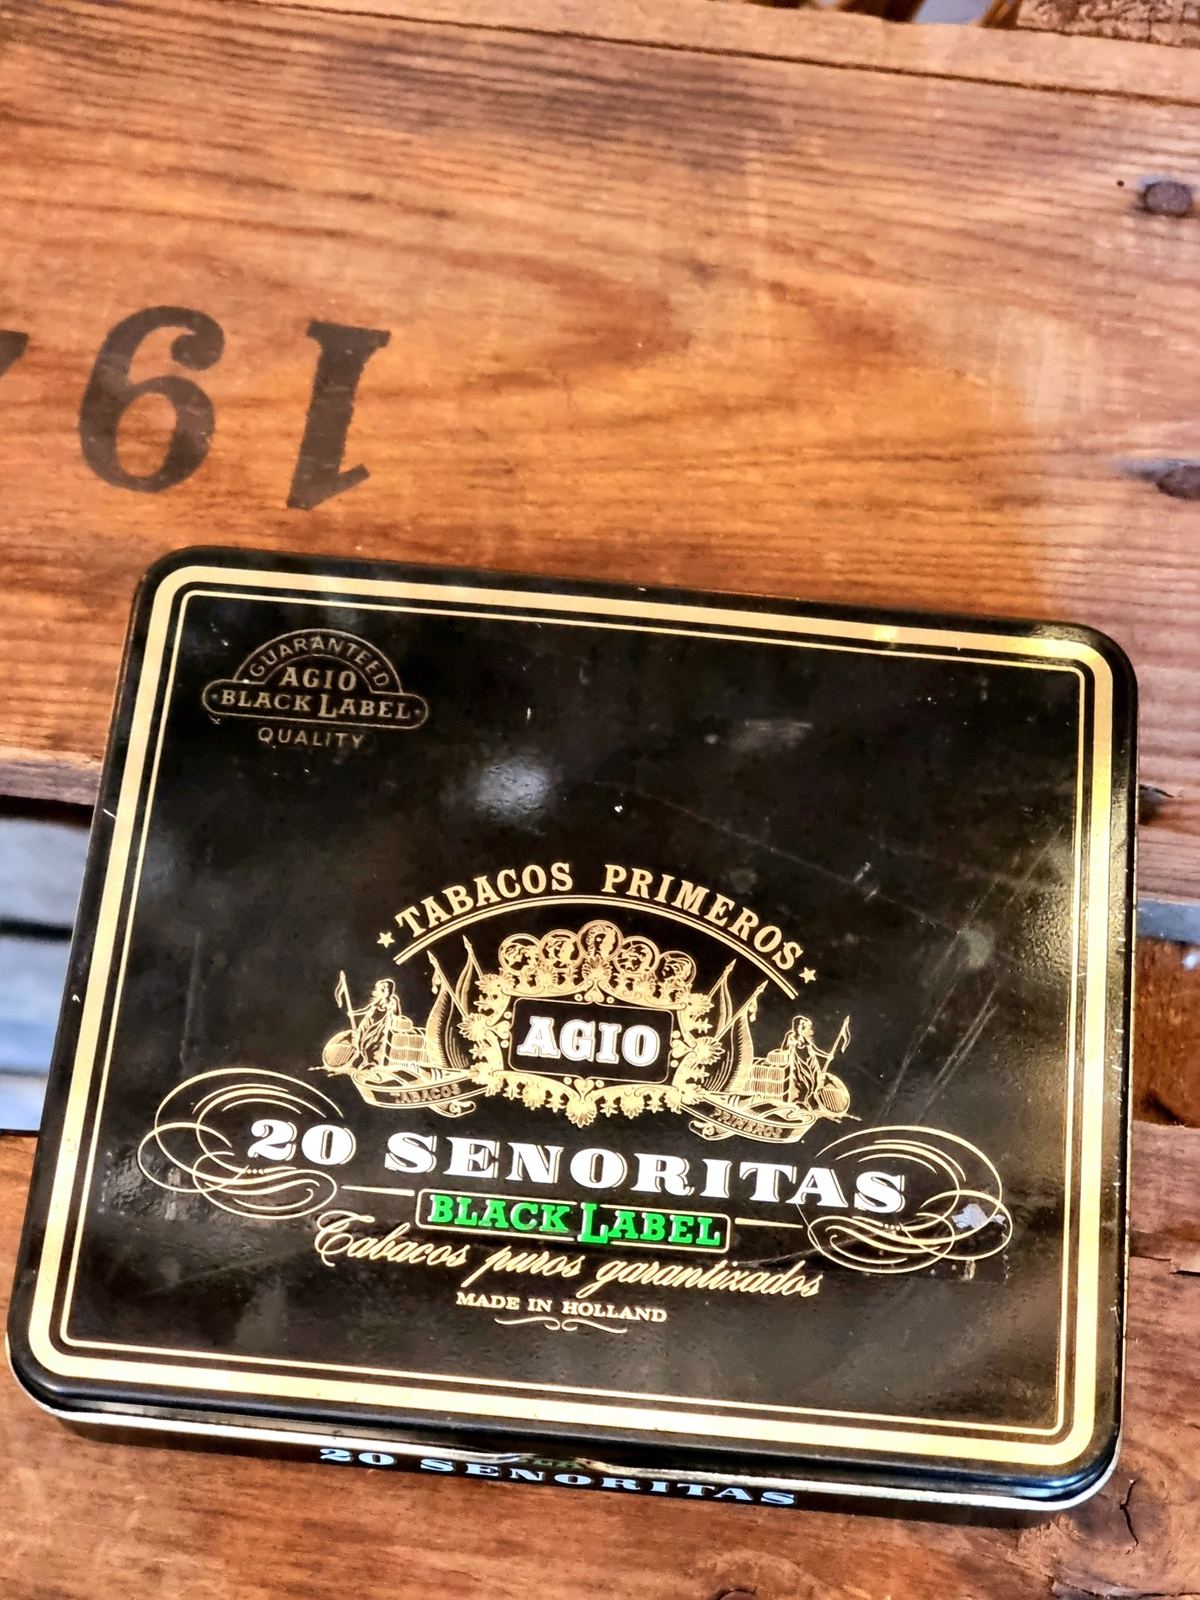 19
GUARANTEED
AGIO
BLACK LABEL
QUALITY
TABACOS PRIMEROS
AGIO
TABACOS PRIMEROS
20 SENORITAS
BLACK LABEL
Tabacos puros garantizados
MADE IN HOLLAND
20 SENORITAS